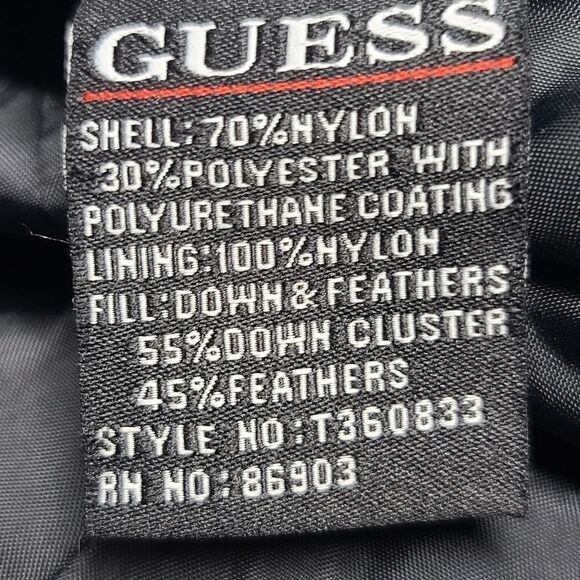 GUESS
SHELL: 70%NYLON
30%POLYESTER WITH
POLYURETHANE COATING
LINING:100%NYLON
FILL:DOWN & FEATHERS
55%DOWN CLUSTER
45%FEATHERS
STYLE NO:T360833
RN NO:86903